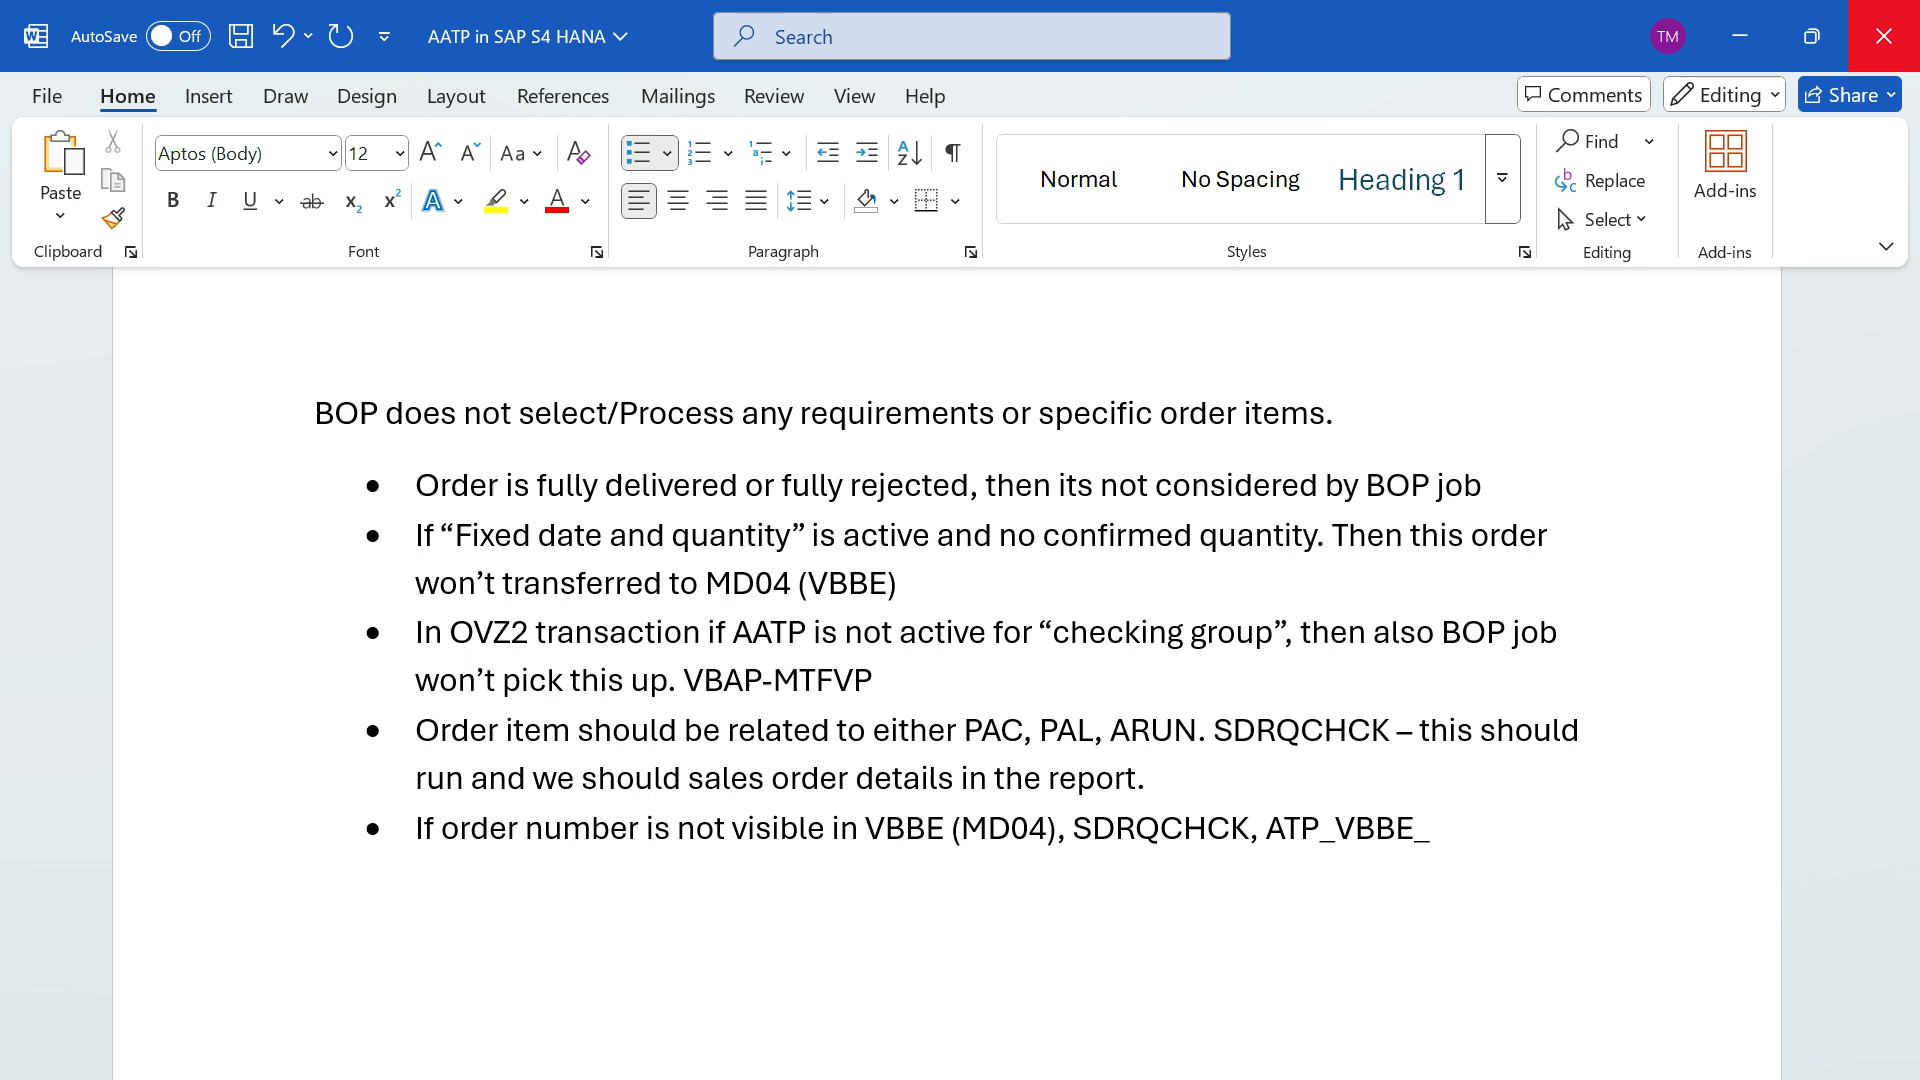 AutoSave Off AATP in SAP S4 HANA Search TM
File Home Insert Draw Design Layout References Mailings Review View Help Comments Editing Share
Paste
Clipboard
Aptos (Body) 12 Aa
B I U ab x₂ x² A A
Font
Paragraph
Normal No Spacing Heading 1
Styles
Find
Replace
Select
Editing
Add-ins
Add-ins
BOP does not select/Process any requirements or specific order items.
• Order is fully delivered or fully rejected, then its not considered by BOP job
• If “Fixed date and quantity” is active and no confirmed quantity. Then this order
won’t transferred to MD04 (VBBE)
• In OVZ2 transaction if AATP is not active for “checking group”, then also BOP job
won’t pick this up. VBAP-MTFVP
• Order item should be related to either PAC, PAL, ARUN. SDRQCHCK – this should
run and we should sales order details in the report.
• If order number is not visible in VBBE (MD04), SDRQCHCK, ATP_VBBE_